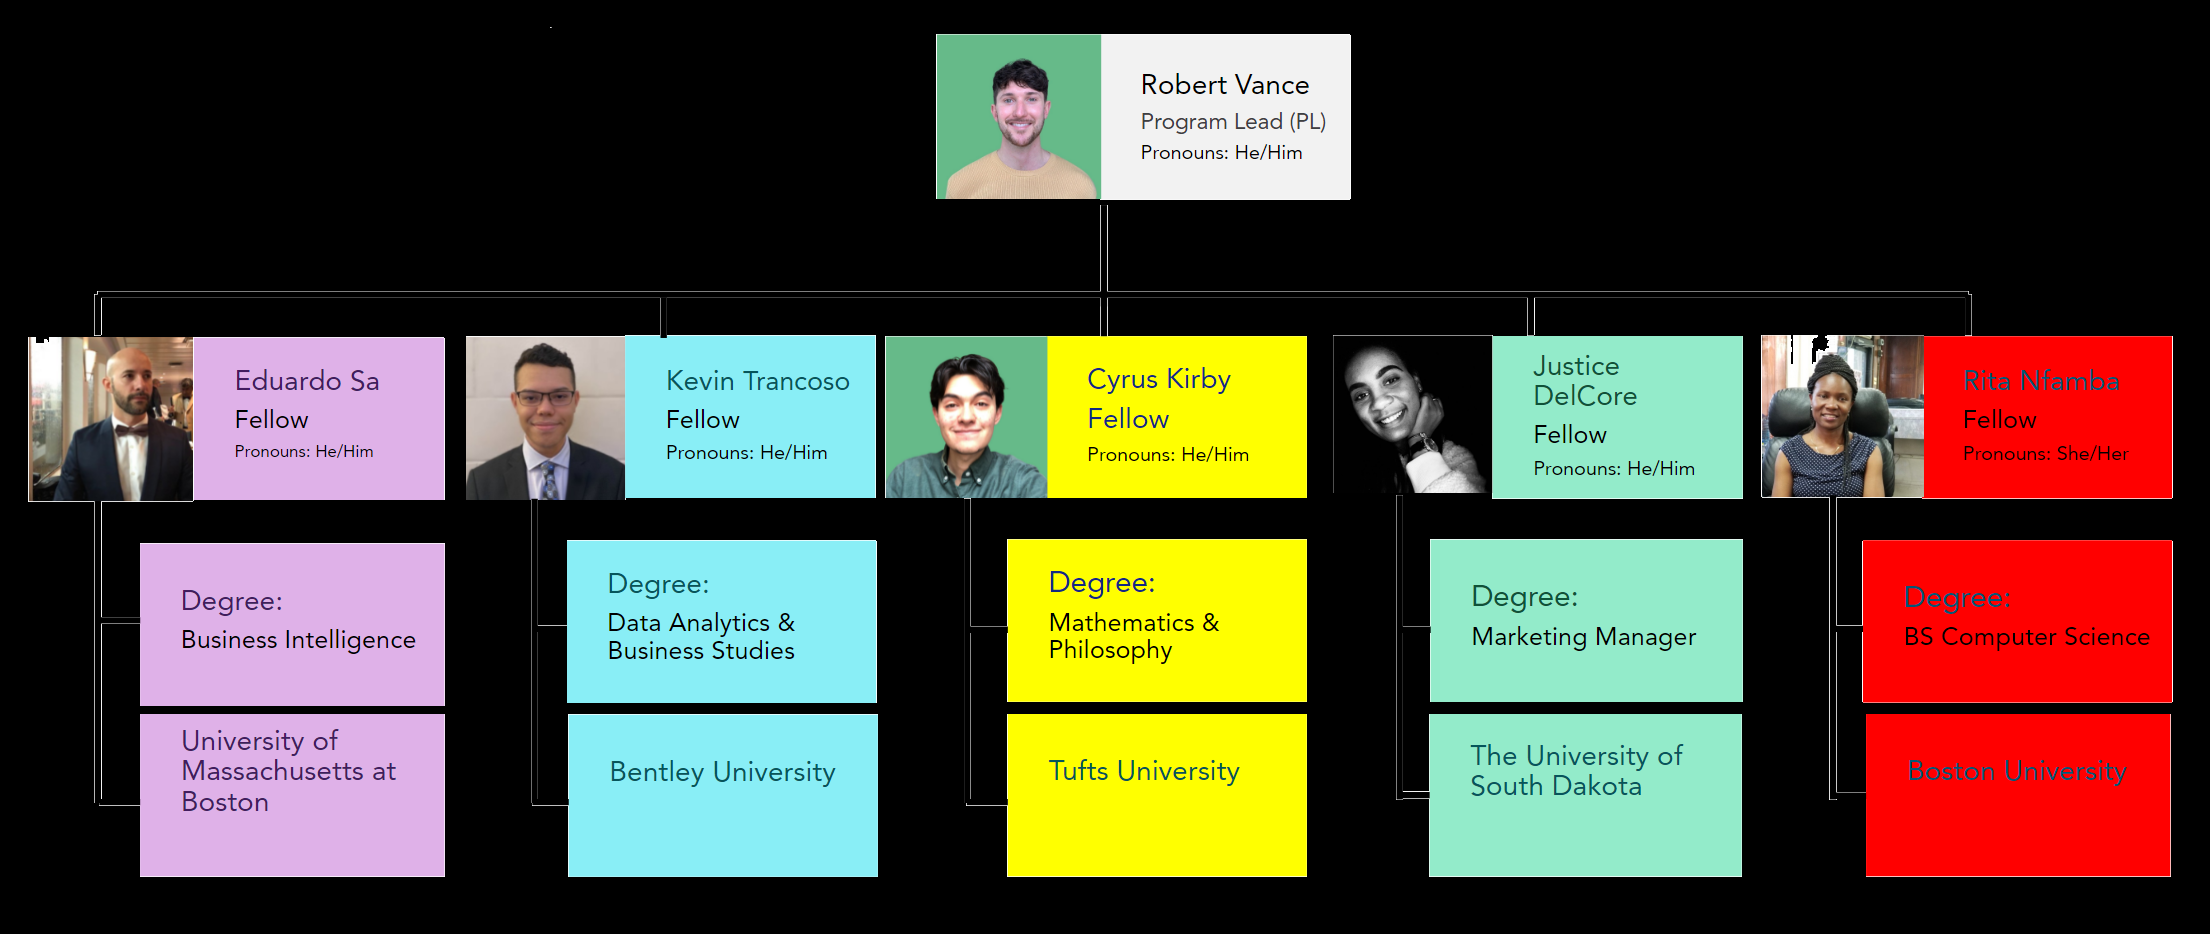 Robert Vance
Program Lead (PL)
Pronouns: He/Him
Eduardo Sa
Fellow
Pronouns: He/Him
Kevin Trancoso
Fellow
Pronouns: He/Him
Cyrus Kirby
Fellow
Pronouns: He/Him
Justice
DelCore
Fellow
Pronouns: He/Him
Rita Nfamba
Fellow
Pronouns: She/Her
Degree:
Business Intelligence
Degree:
Data Analytics &
Business Studies
Degree:
Mathematics &
Philosophy
Degree:
Marketing Manager
Degree:
BS Computer Science
University of
Massachusetts at
Boston
Bentley University
Tufts University
The University of
South Dakota
Boston University